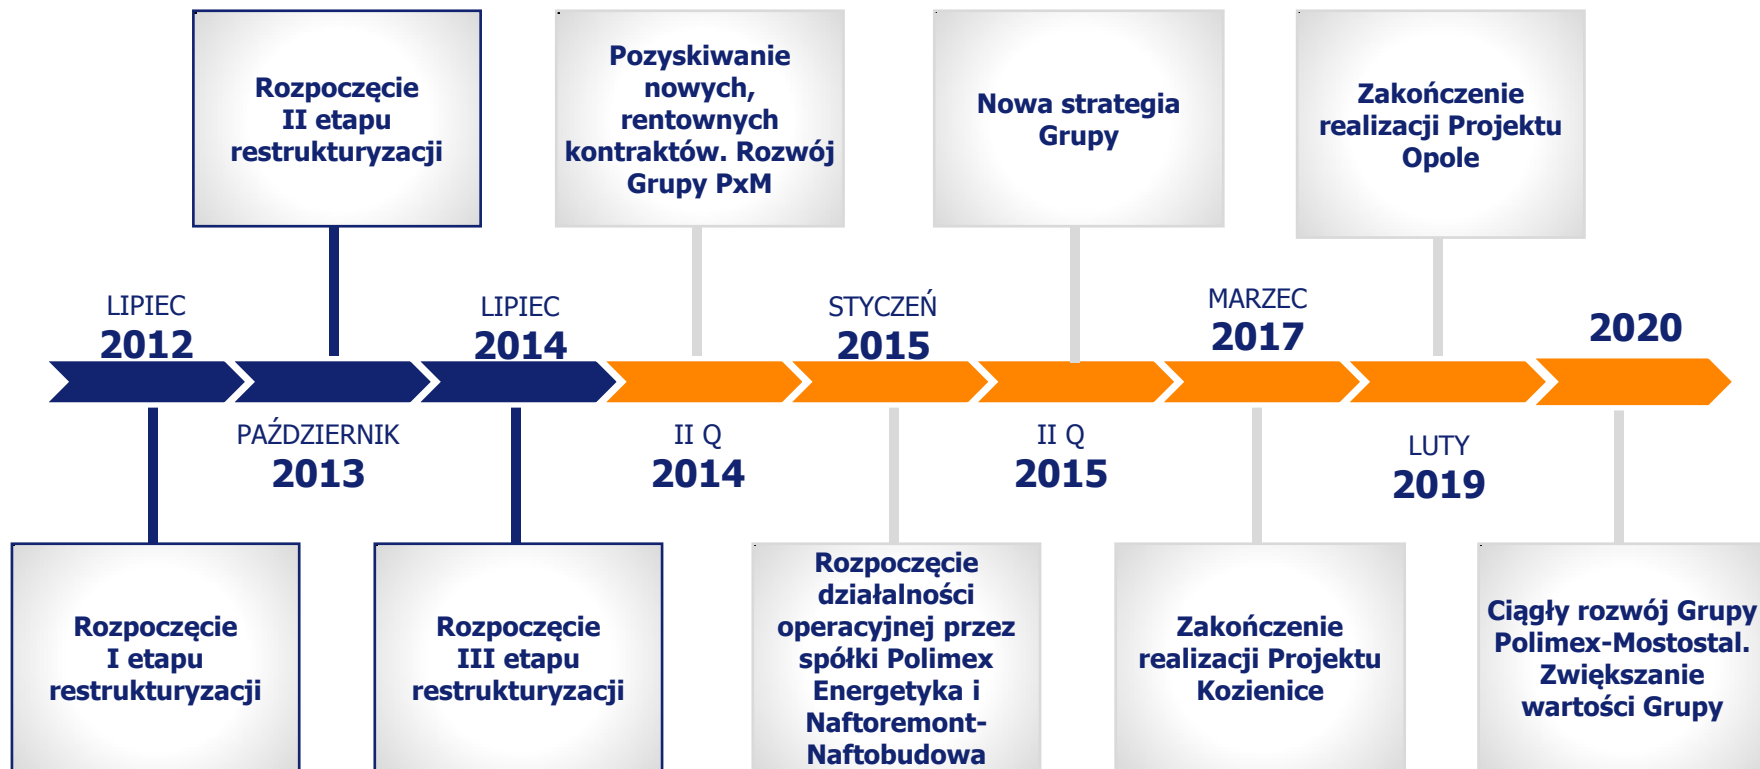 Rozpoczęcie
II etapu
restrukturyzacji
Pozyskiwanie
nowych,
rentownych
kontraktów. Rozwój
Grupy PxM
Nowa strategia
Grupy
Zakończenie
realizacji Projektu
Opole
LIPIEC
2012
LIPIEC
2014
STYCZEŃ
2015
MARZEC
2017
2020
PAŹDZIERNIK
2013
II Q
2014
II Q
2015
LUTY
2019
Rozpoczęcie
I etapu
restrukturyzacji
Rozpoczęcie
III etapu
restrukturyzacji
Rozpoczęcie
działalności
operacyjnej przez
spółki Polimex
Energetyka i
Naftoremont-
Naftobudowa
Zakończenie
realizacji Projektu
Kozienice
Ciągły rozwój Grupy
Polimex-Mostostal.
Zwiększanie
wartości Grupy